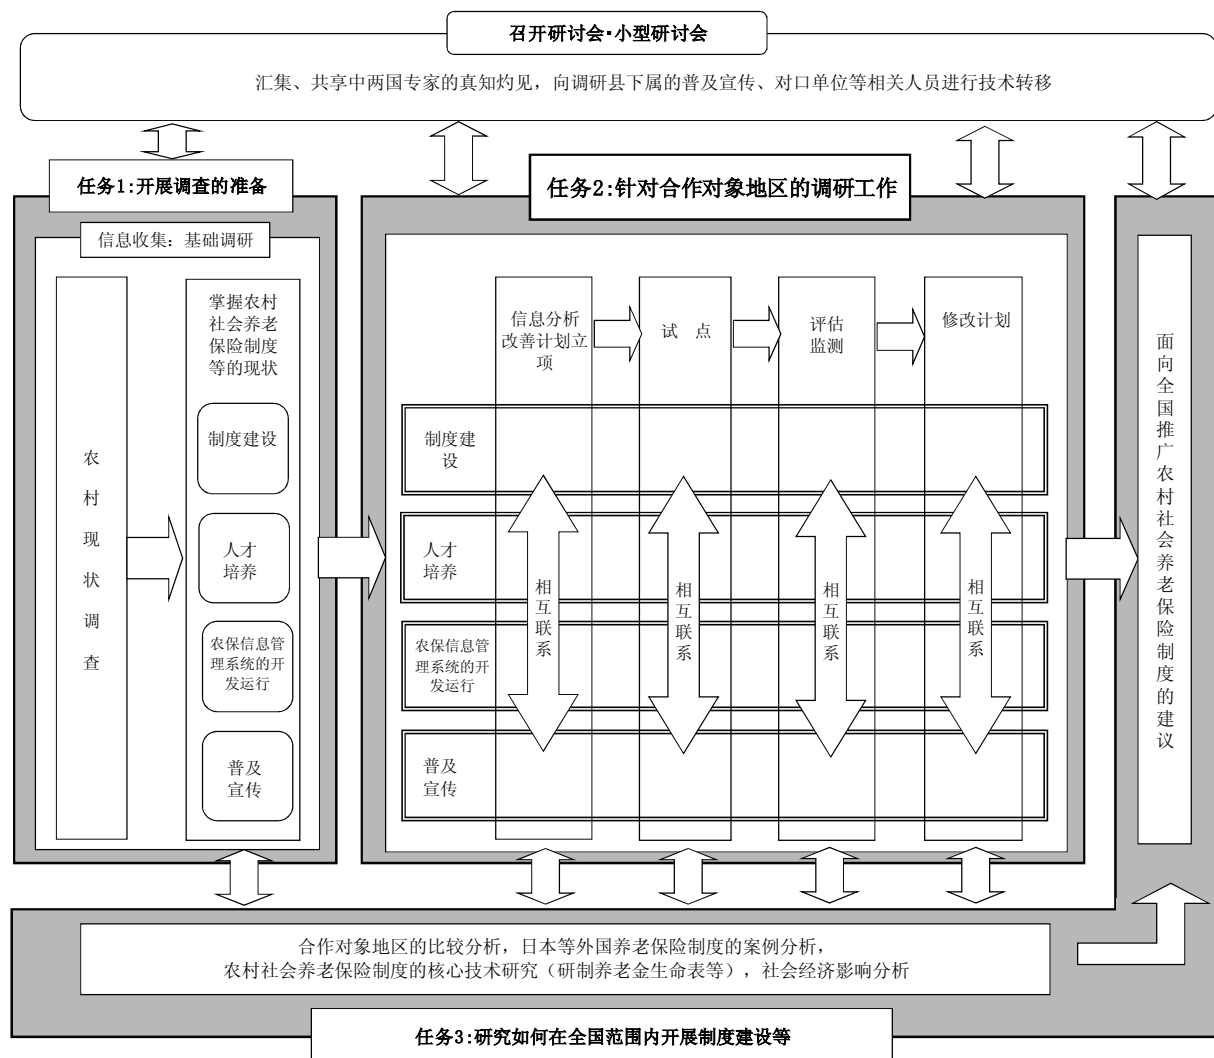 召开研讨会·小型研讨会
汇集、共享中两国专家的真知灼见，向调研县下属的普及宣传、对口单位等相关人员进行技术转移
任务1:开展调查的准备
信息收集：基础调研
农村现状调查
掌握农村
社会养老
保险制度
等的现状
制度建设
人才
培养
农保信息管
理系统的开
发运行
普及
宣传
任务2:针对合作对象地区的调研工作
信息分析
改善计划立
项
试 点
评估
监测
修改计划
制度建
设
人才
培养
农保信息管
理系统的开
发运行
普及
宣传
相互联系
相互联系
相互联系
相互联系
面向全国推广农村社会养老保险制度的建议
合作对象地区的比较分析，日本等外国养老保险制度的案例分析，
农村社会养老保险制度的核心技术研究（研制养老金生命表等），社会经济影响分析
任务3:研究如何在全国范围内开展制度建设等